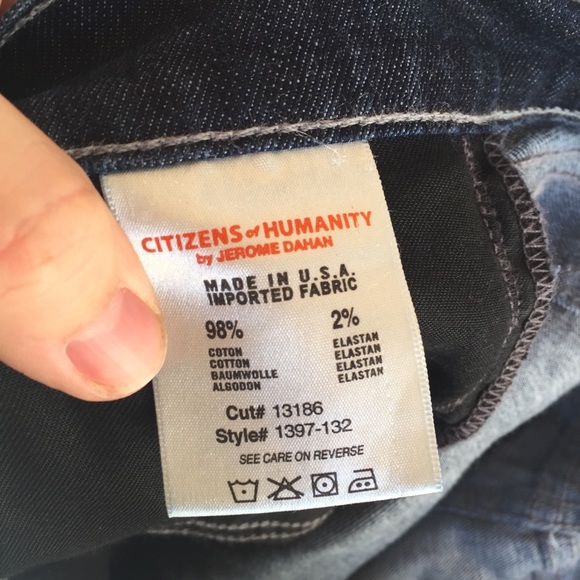 CITIZENS of HUMANITY
by JEROME DAHAN
MADE IN U.S.A.
IMPORTED FABRIC
98% 2%
COTON ELASTAN
COTTON ELASTAN
BAUMWOLLE ELASTAN
ALGODON ELASTAN
Cut# 13186
Style# 1397-132
SEE CARE ON REVERSE